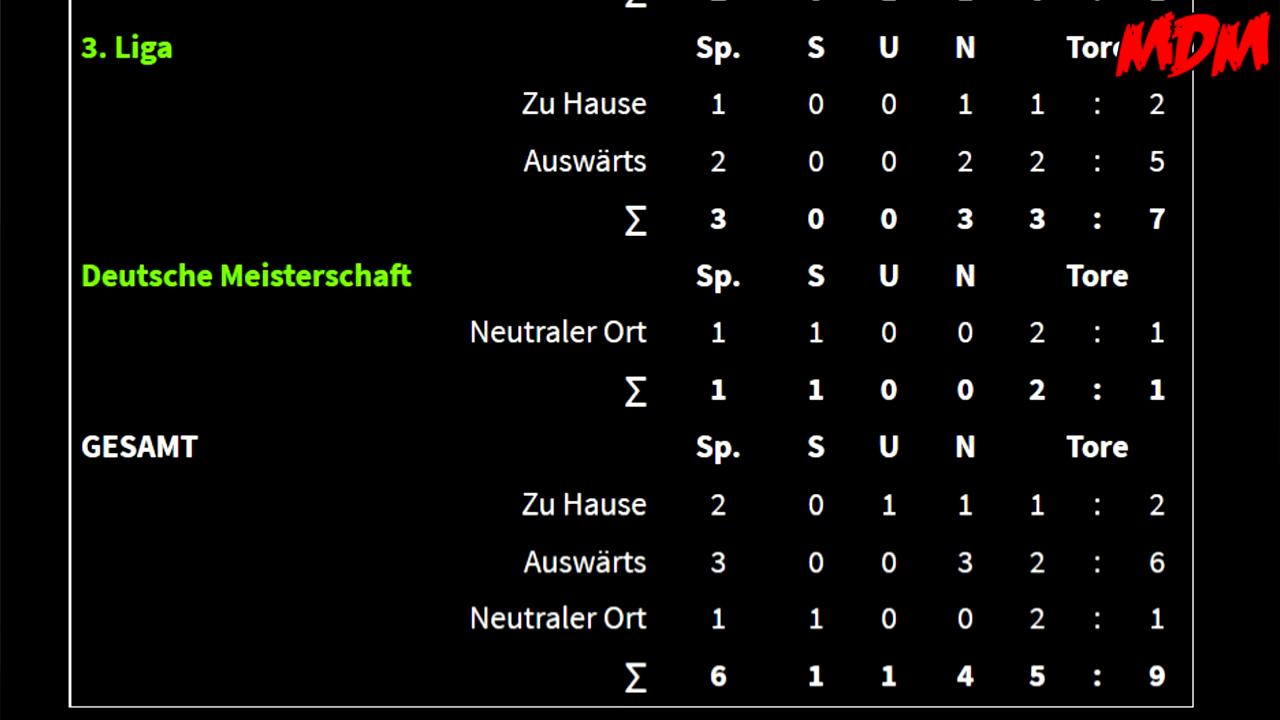 3. Liga Sp. S U N Tore MDM
Zu Hause 1 0 0 1 1 : 2
Auswärts 2 0 0 2 2 : 5
∑ 3 0 0 3 3 : 7
Deutsche Meisterschaft Sp. S U N Tore
Neutraler Ort 1 1 0 0 2 : 1
∑ 1 1 0 0 2 : 1
GESAMT Sp. S U N Tore
Zu Hause 2 0 1 1 1 : 2
Auswärts 3 0 0 3 2 : 6
Neutraler Ort 1 1 0 0 2 : 1
∑ 6 1 1 4 5 : 9